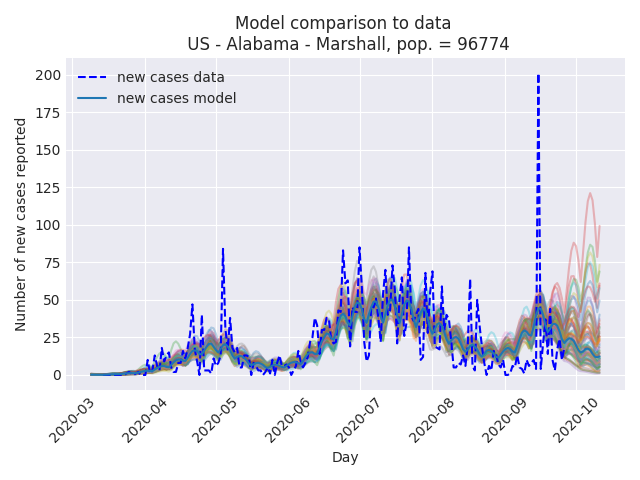 Model comparison to data
US - Alabama - Marshall, pop. = 96774
new cases data
new cases model
Number of new cases reported
200
175
150
125
100
75
50
25
0
2020-03
2020-04
2020-05
2020-06
2020-07
2020-08
2020-09
2020-10
Day